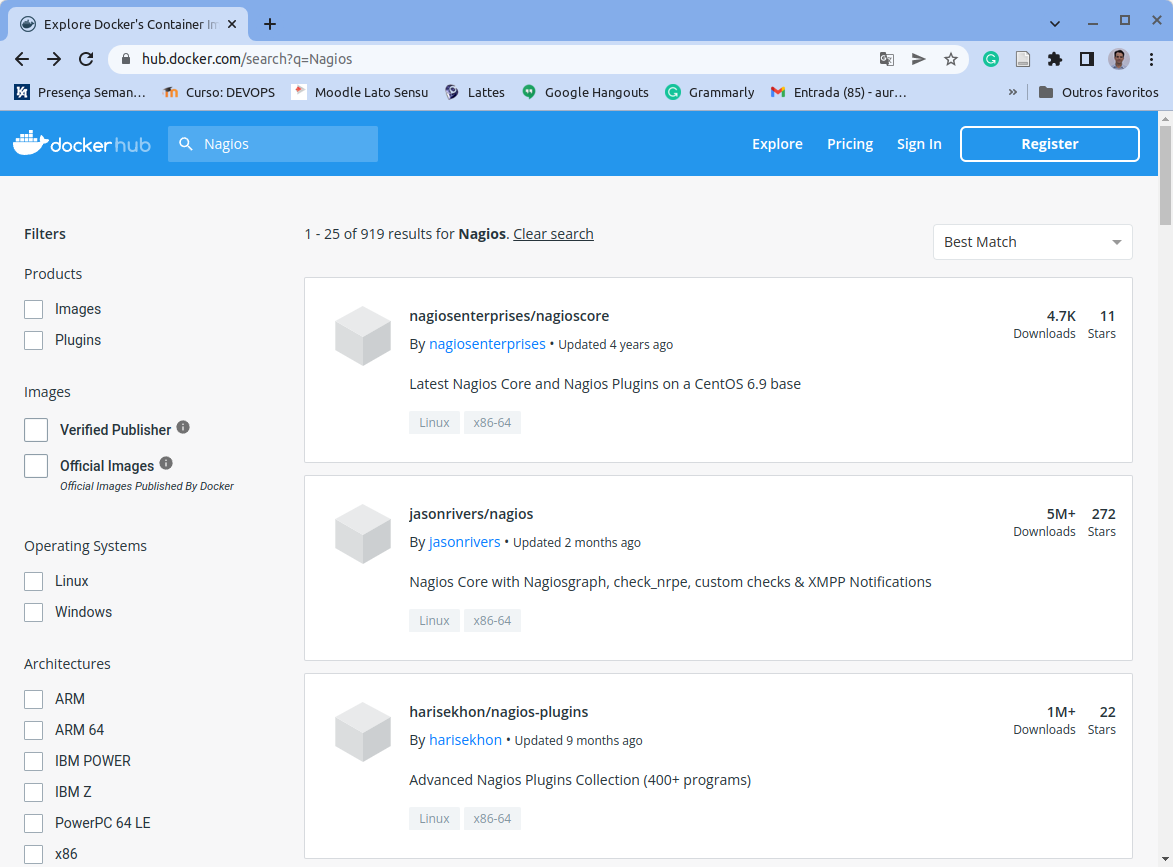 Explore Docker's Container Im
hub.docker.com/search?q=Nagios
Presença Seman... Curso: DEVOPS Moodle Lato Sensu Lattes Google Hangouts Grammarly Entrada (85) - aur... » Outros favoritos
docker hub Nagios Explore Pricing Sign In Register
Filters
Products
Images
Plugins
Images
Verified Publisher
Official Images
Official Images Published By Docker
Operating Systems
Linux
Windows
Architectures
ARM
ARM 64
IBM POWER
IBM Z
PowerPC 64 LE
x86
1 - 25 of 919 results for Nagios. Clear search
Best Match
nagiosenterprises/nagioscore
4.7K 11
Downloads Stars
By nagiosenterprises • Updated 4 years ago
Latest Nagios Core and Nagios Plugins on a CentOS 6.9 base
Linux x86-64
jasonrivers/nagios
5M+ 272
Downloads Stars
By jasonrivers • Updated 2 months ago
Nagios Core with Nagiosgraph, check_nrpe, custom checks & XMPP Notifications
Linux x86-64
harisekhon/nagios-plugins
1M+ 22
Downloads Stars
By harisekhon • Updated 9 months ago
Advanced Nagios Plugins Collection (400+ programs)
Linux x86-64